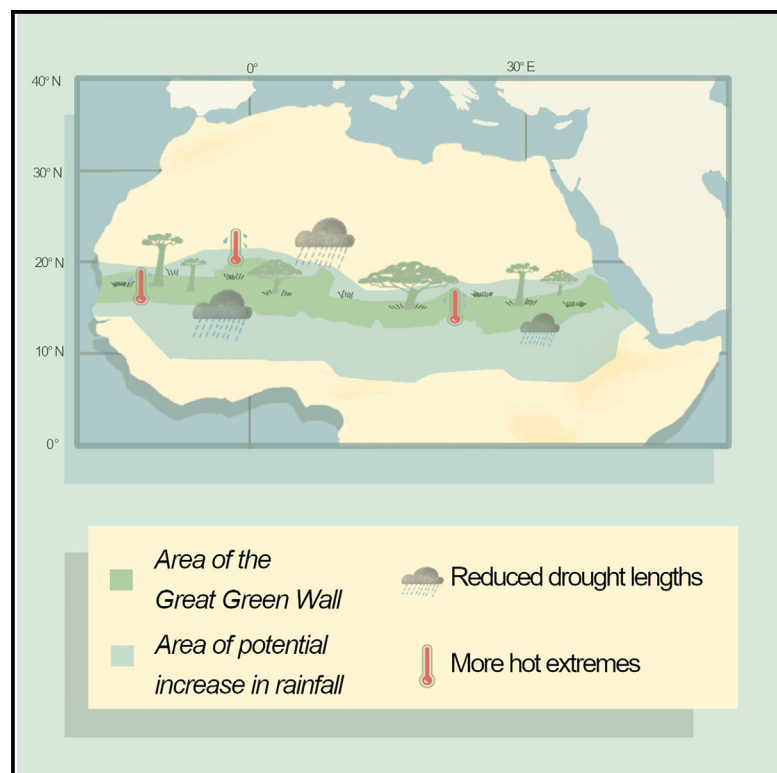 0°
30° E
40° N
30° N
20° N
10° N
0°
Area of the
Great Green Wall
Area of potential
increase in rainfall
Reduced drought lengths
More hot extremes